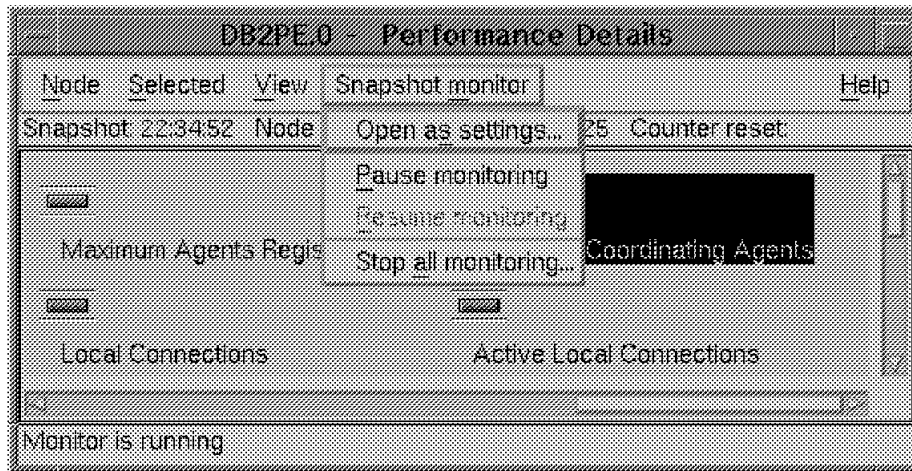 DB2PE.0 - Performance Details
Node Selected View Snapshot monitor Help
Snapshot: 22:34:52 Node 25 Counter reset:
Open as settings...
Pause monitoring
Resume monitoring
Stop all monitoring...
Maximum Agents Regis
Coordinating Agents
Local Connections
Active Local Connections
Monitor is running